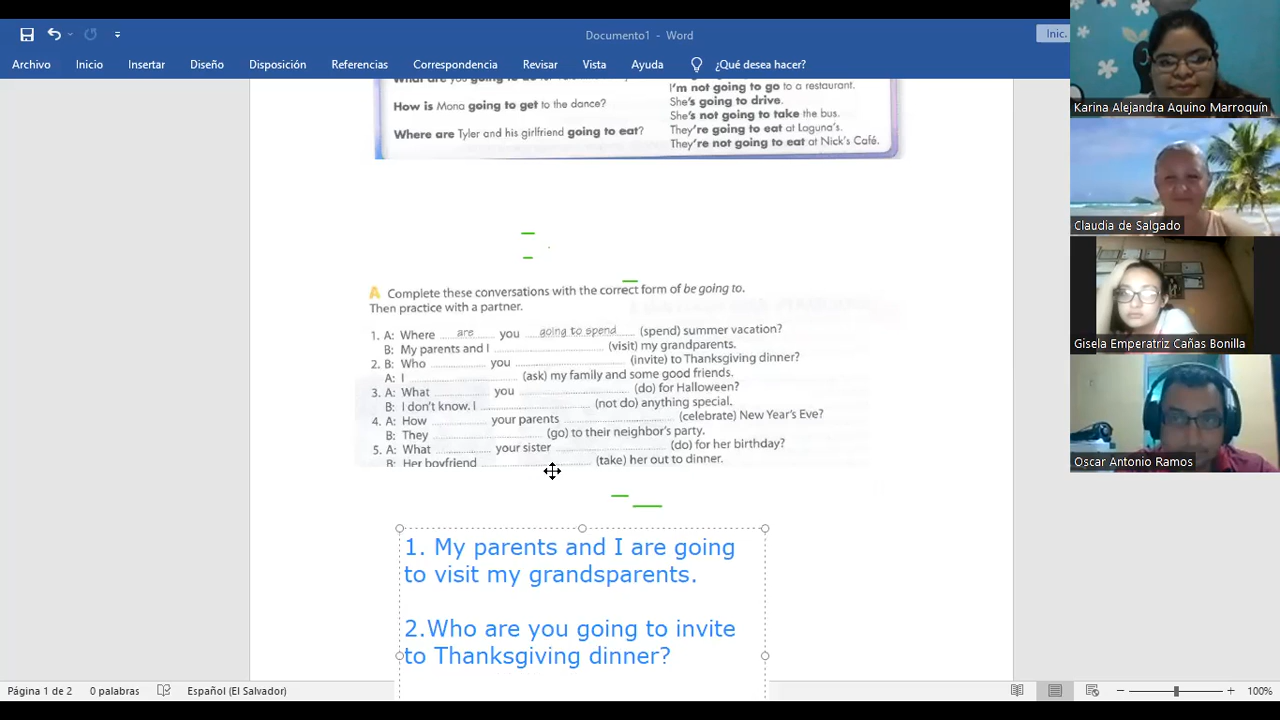 Documento1 - Word
Inic.
Archivo Inicio Insertar Diseño Disposición Referencias Correspondencia Revisar Vista Ayuda ¿Qué desea hacer?
What are you going to do
I'm not going to go to a restaurant.
How is Mona going to get to the dance?
She's going to drive.
She's not going to take the bus.
Where are Tyler and his girlfriend going to eat?
They're going to eat at Laguna's.
They're not going to eat at Nick's Café.
A Complete these conversations with the correct form of be going to.
Then practice with a partner.
1. A: Where are you going to spend (spend) summer vacation?
B: My parents and I (visit) my grandparents.
2. B: Who you (invite) to Thanksgiving dinner?
A: I (ask) my family and some good friends.
3. A: What you (do) for Halloween?
B: I don't know. I (not do) anything special.
4. A: How your parents (celebrate) New Year's Eve?
B: They (go) to their neighbor's party.
5. A: What your sister (do) for her birthday?
B: Her boyfriend (take) her out to dinner.
1. My parents and I are going
to visit my grandsparents.
2.Who are you going to invite
to Thanksgiving dinner?
Página 1 de 2 0 palabras Español (El Salvador) 100%
Karina Alejandra Aquino Marroquín
Claudia de Salgado
Gisela Emperatriz Cañas Bonilla
Oscar Antonio Ramos